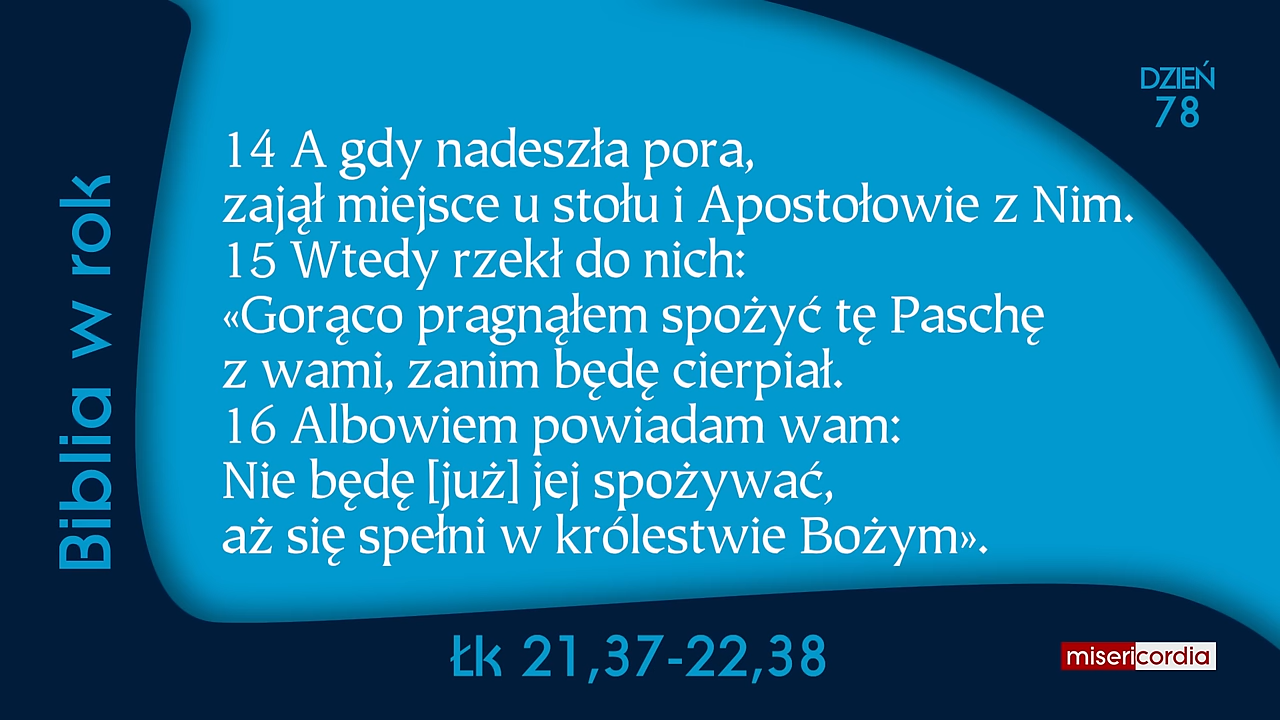 DZIEŃ
78
Biblia w rok
14 A gdy nadeszła pora,
zajął miejsce u stołu i Apostołowie z Nim.
15 Wtedy rzekł do nich:
«Gorąco pragnąłem spożyć tę Paschę
z wami, zanim będę cierpiał.
16 Albowiem powiadam wam:
Nie będę [już] jej spożywać,
aż się spełni w królestwie Bożym».
Łk 21,37-22,38
misericordia